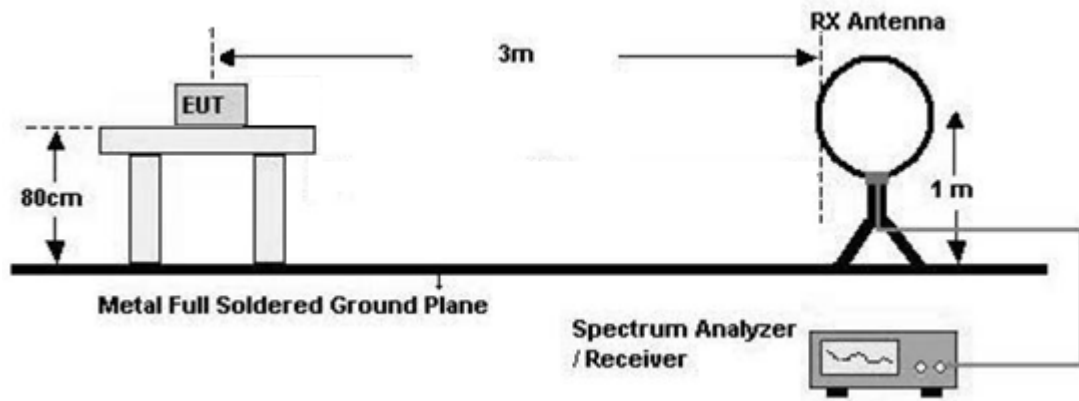 RX Antenna
3m
EUT
80cm
1 m
Metal Full Soldered Ground Plane
Spectrum Analyzer
/ Receiver